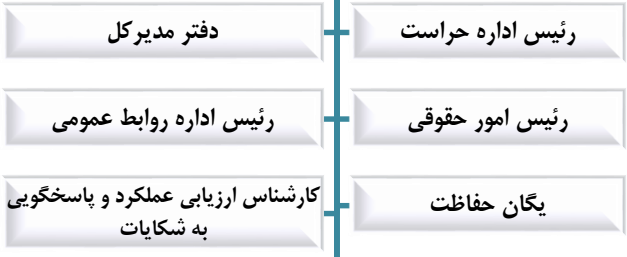 رئیس اداره حراست
دفتر مدیرکل
رئیس امور حقوقی
رئیس اداره روابط عمومی
یگان حفاظت
کارشناس ارزیابی عملکرد و پاسخگویی
به شکایات